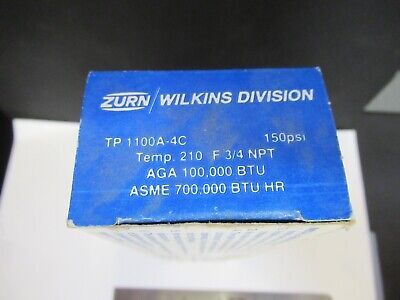 ZURN/WILKINS DIVISION
TP 1100A-4C 150psi
Temp. 210 F 3/4 NPT
AGA 100,000 BTU
ASME 700,000 BTU HR